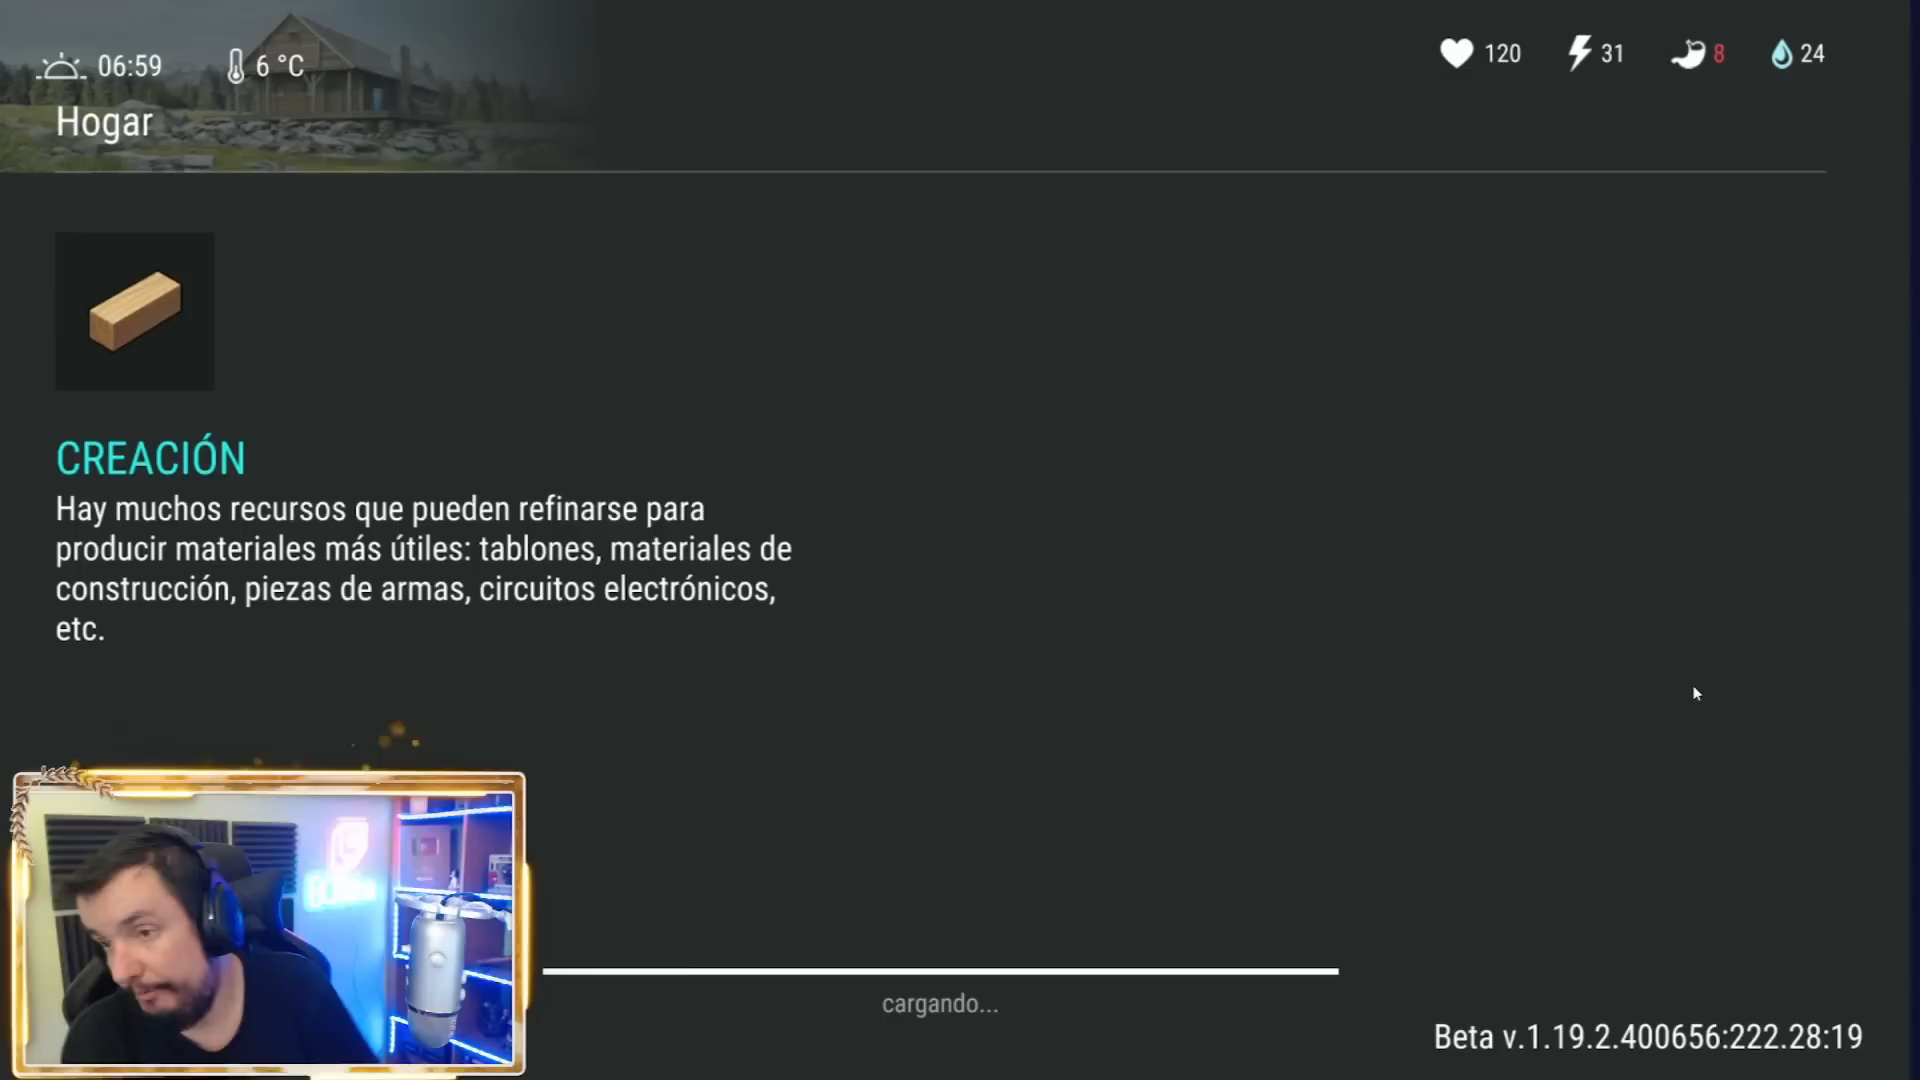 06:59
6 °C
120
31
8
24
Hogar
CREACIÓN
Hay muchos recursos que pueden refinarse para
producir materiales más útiles: tablones, materiales de
construcción, piezas de armas, circuitos electrónicos,
etc.
cargando...
Beta v.1.19.2.400656:222.28:19